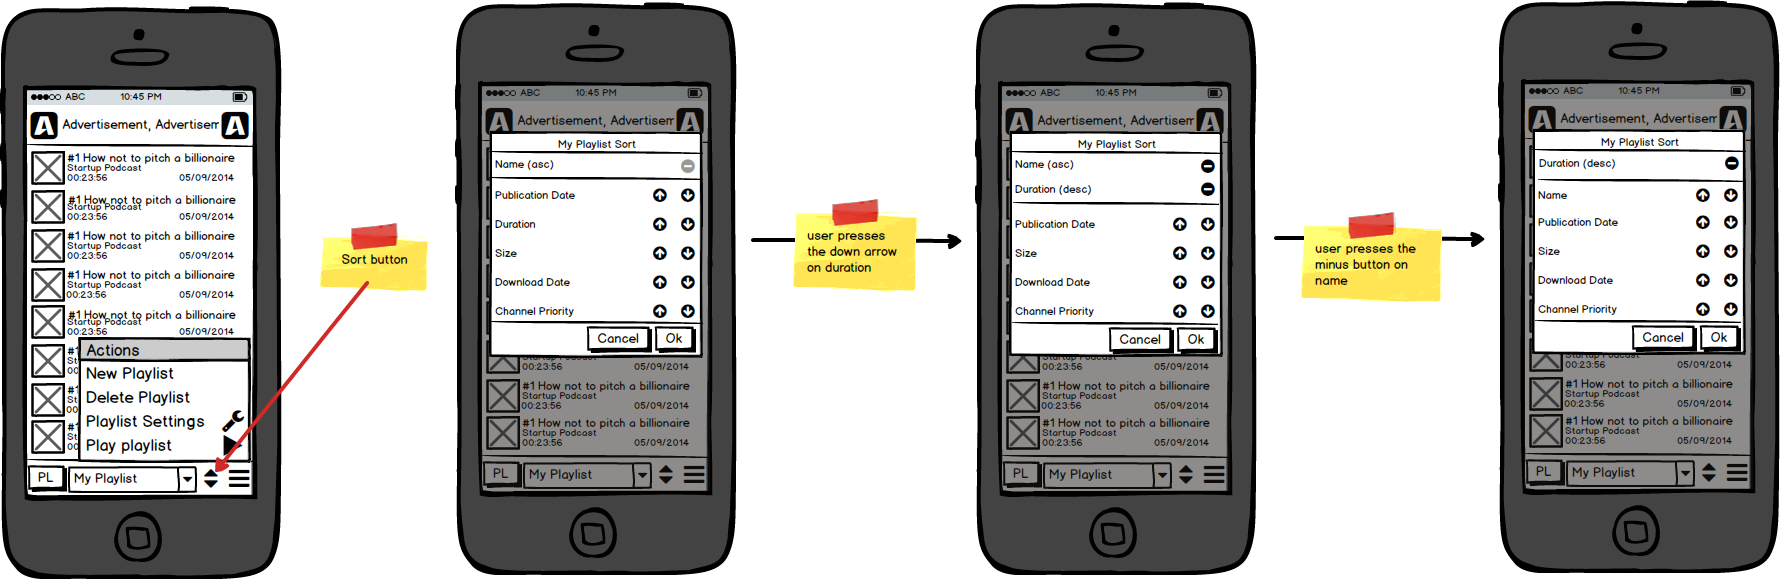 ABC 10:45 PM
A Advertisement, Advertisem A
#1 How not to pitch a billionaire
Startup Podcast
00:23:56 05/09/2014
#1 How not to pitch a billionaire
Startup Podcast
00:23:56 05/09/2014
#1 How not to pitch a billionaire
Startup Podcast
00:23:56 05/09/2014
#1 How not to pitch a billionaire
Startup Podcast
00:23:56 05/09/2014
#1 How not to pitch a billionaire
Startup Podcast
00:23:56 05/09/2014
Actions
New Playlist
Delete Playlist
Playlist Settings
Play playlist
PL My Playlist
Sort button
ABC 10:45 PM
A Advertisement, Advertisem A
My Playlist Sort
Name (asc)
Publication Date
Duration
Size
Download Date
Channel Priority
Cancel Ok
Startup Podcast
00:23:56 05/09/2014
#1 How not to pitch a billionaire
Startup Podcast
00:23:56 05/09/2014
#1 How not to pitch a billionaire
Startup Podcast
00:23:56 05/09/2014
PL My Playlist
user presses
the down arrow
on duration
ABC 10:45 PM
A Advertisement, Advertisem A
My Playlist Sort
Name (asc)
Duration (desc)
Publication Date
Size
Download Date
Channel Priority
Cancel Ok
Startup Podcast
00:23:56 05/09/2014
#1 How not to pitch a billionaire
Startup Podcast
00:23:56 05/09/2014
#1 How not to pitch a billionaire
Startup Podcast
00:23:56 05/09/2014
PL My Playlist
user presses the
minus button on
name
ABC 10:45 PM
A Advertisement, Advertisem A
My Playlist Sort
Duration (desc)
Name
Publication Date
Size
Download Date
Channel Priority
Cancel Ok
Startup Podcast
00:23:56 05/09/2014
#1 How not to pitch a billionaire
Startup Podcast
00:23:56 05/09/2014
#1 How not to pitch a billionaire
Startup Podcast
00:23:56 05/09/2014
PL My Playlist